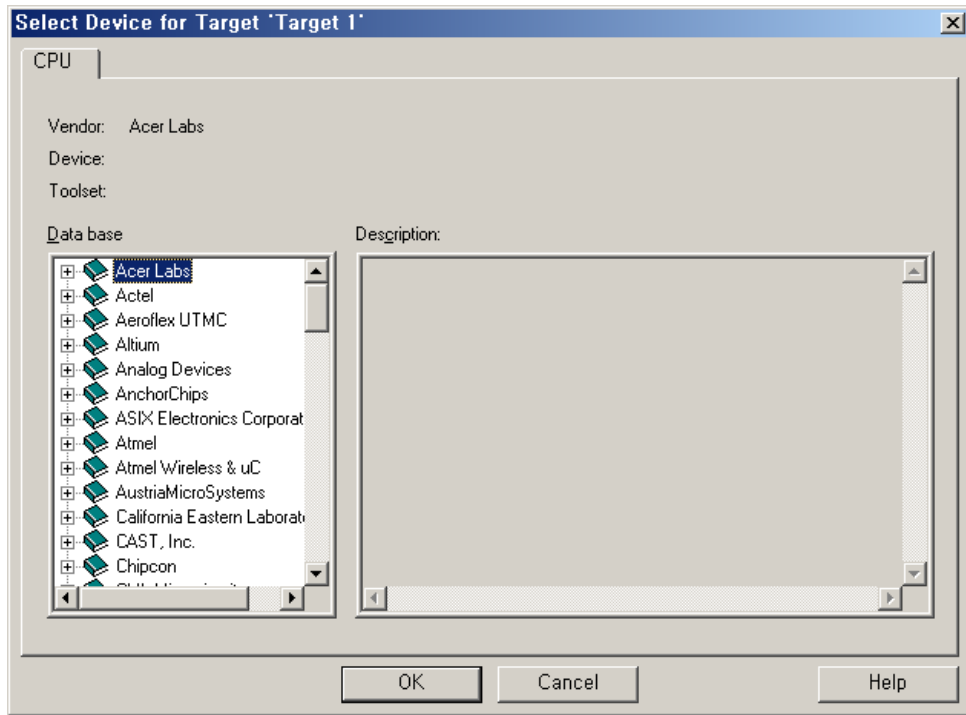 Select Device for Target 'Target 1'
CPU
Vendor: Acer Labs
Device:
Toolset:
Data base
Description:
Acer Labs
Actel
Aeroflex UTMC
Altium
Analog Devices
AnchorChips
ASIX Electronics Corporat
Atmel
Atmel Wireless & uC
AustriaMicroSystems
California Eastern Laborat
CAST, Inc.
Chipcon
OK
Cancel
Help